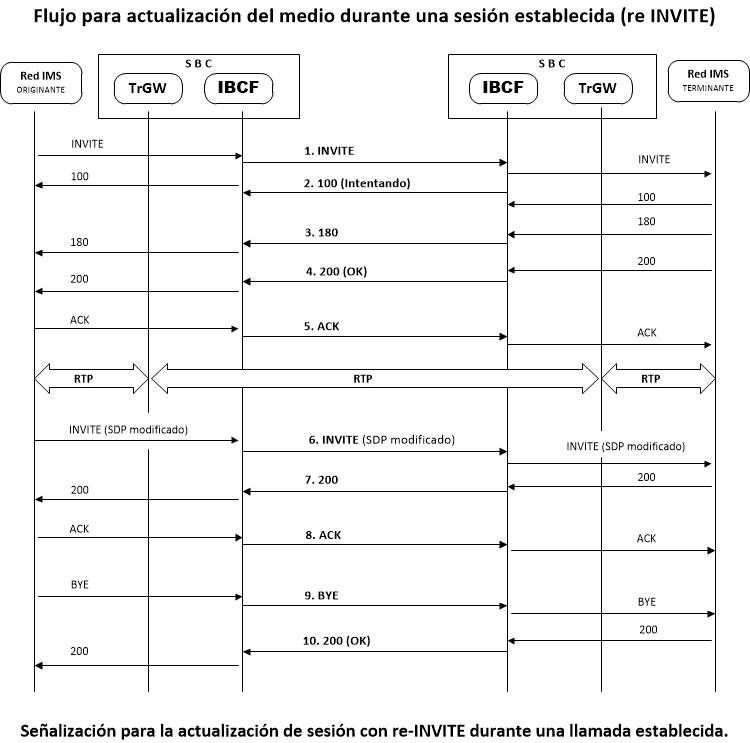 Flujo para actualización del medio durante una sesión establecida (re INVITE)
S B C
S B C
Red IMS
ORIGINANTE
TrGW
IBCF
IBCF
TrGW
Red IMS
TERMINANTE
INVITE
1. INVITE
INVITE
100
2. 100 (Intentando)
100
180
3. 180
180
200
4. 200 (OK)
200
ACK
5. ACK
ACK
RTP
RTP
RTP
INVITE (SDP modificado)
6. INVITE (SDP modificado)
INVITE (SDP modificado)
200
7. 200
200
ACK
8. ACK
ACK
BYE
9. BYE
BYE
200
10. 200 (OK)
200
Señalización para la actualización de sesión con re-INVITE durante una llamada establecida.